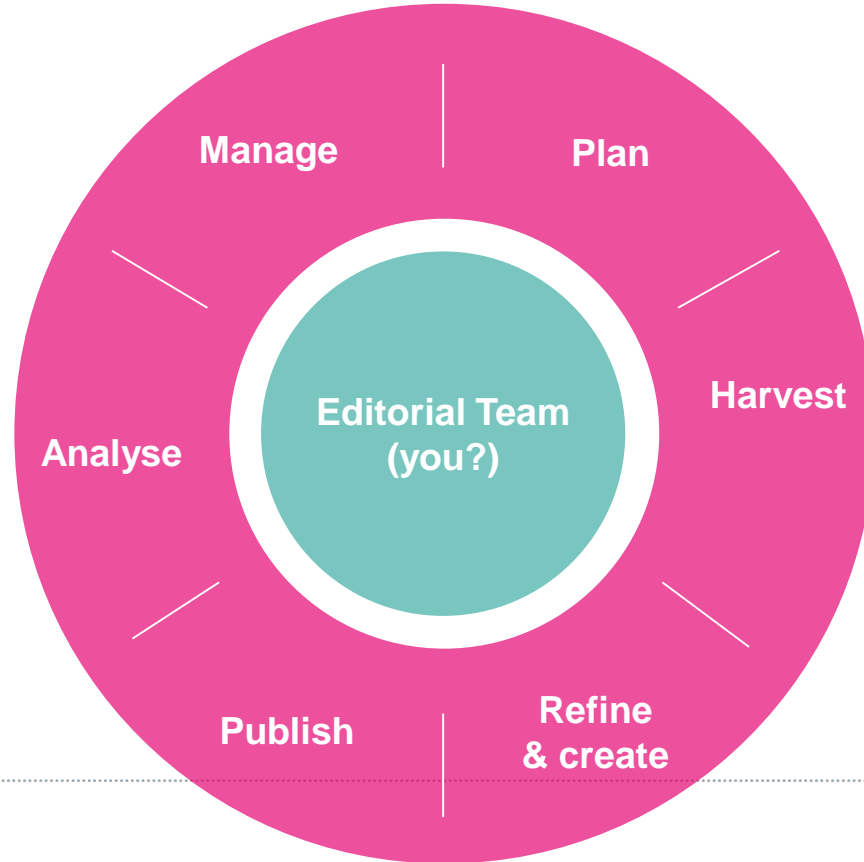 Manage
Plan
Harvest
Editorial Team
(you?)
Analyse
Refine
& create
Publish